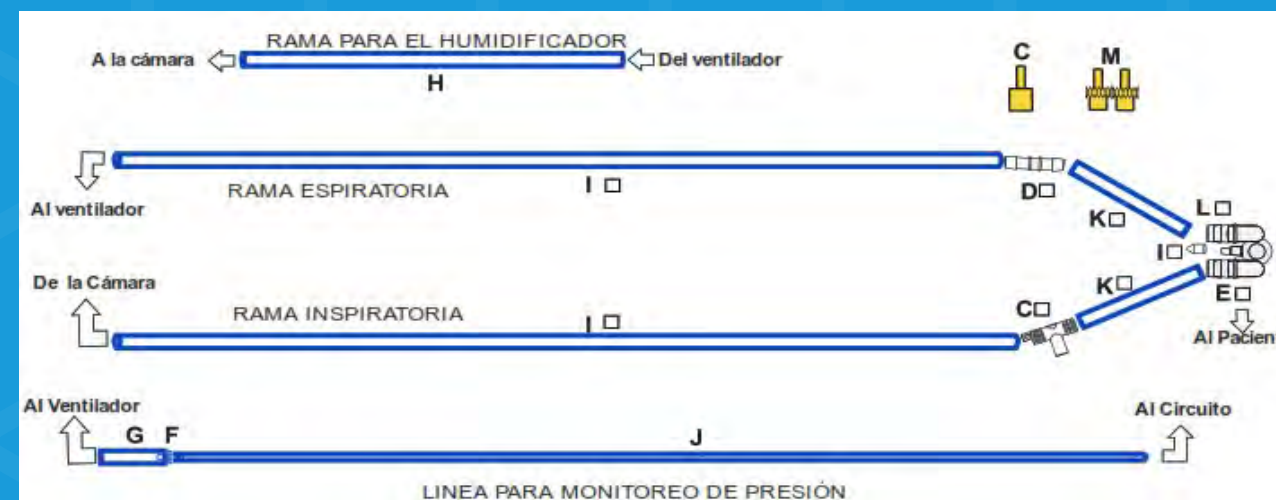 RAMA PARA EL HUMIDIFICADOR
A la cámara
Del ventilador
H
C
M
RAMA ESPIRATORIA
I
D
K
L
Al ventilador
I
De la Cámara
K
E
RAMA INSPIRATORIA
I
C
Al Pacien
Al Ventilador
Al Circuito
G F
J
LINEA PARA MONITOREO DE PRESIÓN